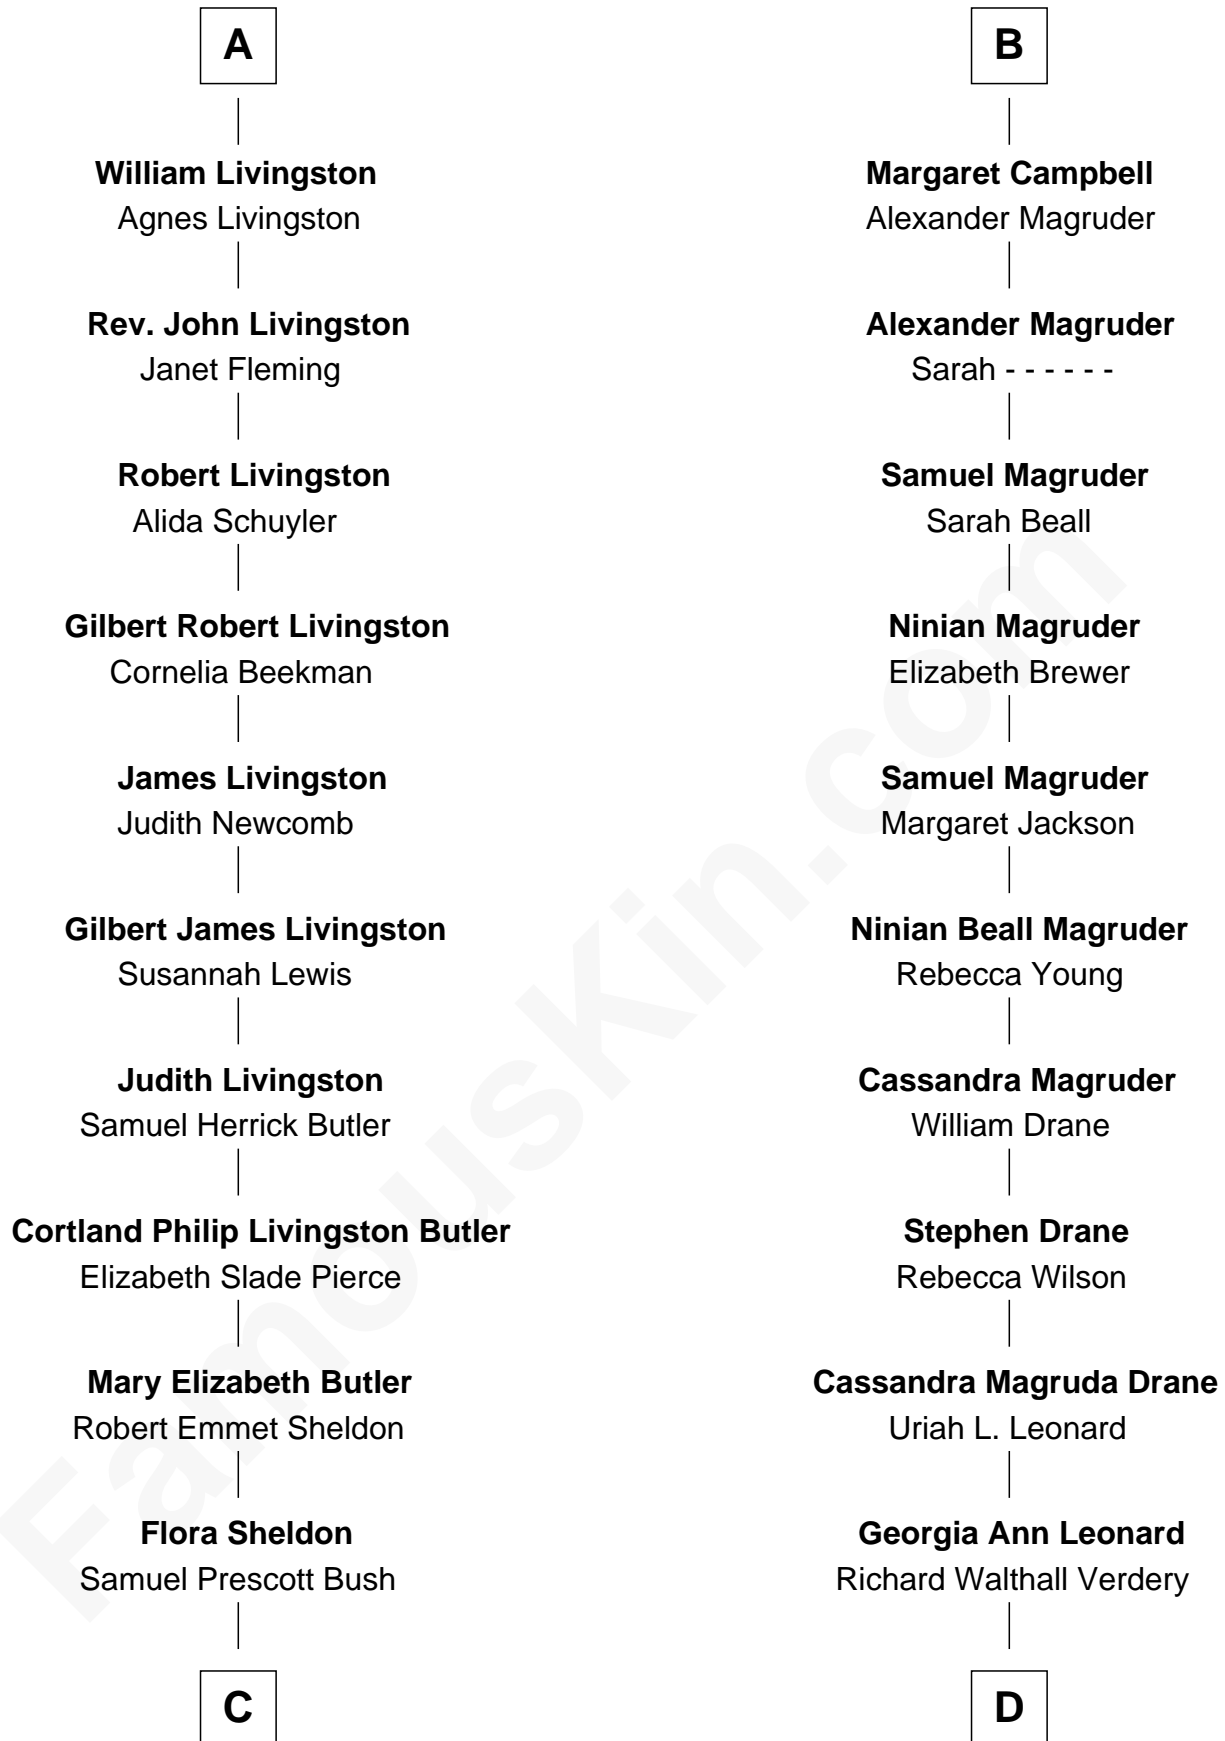 A
William Livingston
Agnes Livingston
Rev. John Livingston
Janet Fleming
Robert Livingston
Alida Schuyler
Gilbert Robert Livingston
Cornelia Beekman
James Livingston
Judith Newcomb
Gilbert James Livingston
Susannah Lewis
Judith Livingston
Samuel Herrick Butler
Cortland Philip Livingston Butler
Elizabeth Slade Pierce
Mary Elizabeth Butler
Robert Emmet Sheldon
Flora Sheldon
Samuel Prescott Bush
C
B
Margaret Campbell
Alexander Magruder
Alexander Magruder
Sarah - - - - - -
Samuel Magruder
Sarah Beall
Ninian Magruder
Elizabeth Brewer
Samuel Magruder
Margaret Jackson
Ninian Beall Magruder
Rebecca Young
Cassandra Magruder
William Drane
Stephen Drane
Rebecca Wilson
Cassandra Magruda Drane
Uriah L. Leonard
Georgia Ann Leonard
Richard Walthall Verdery
D
FamousKin.com